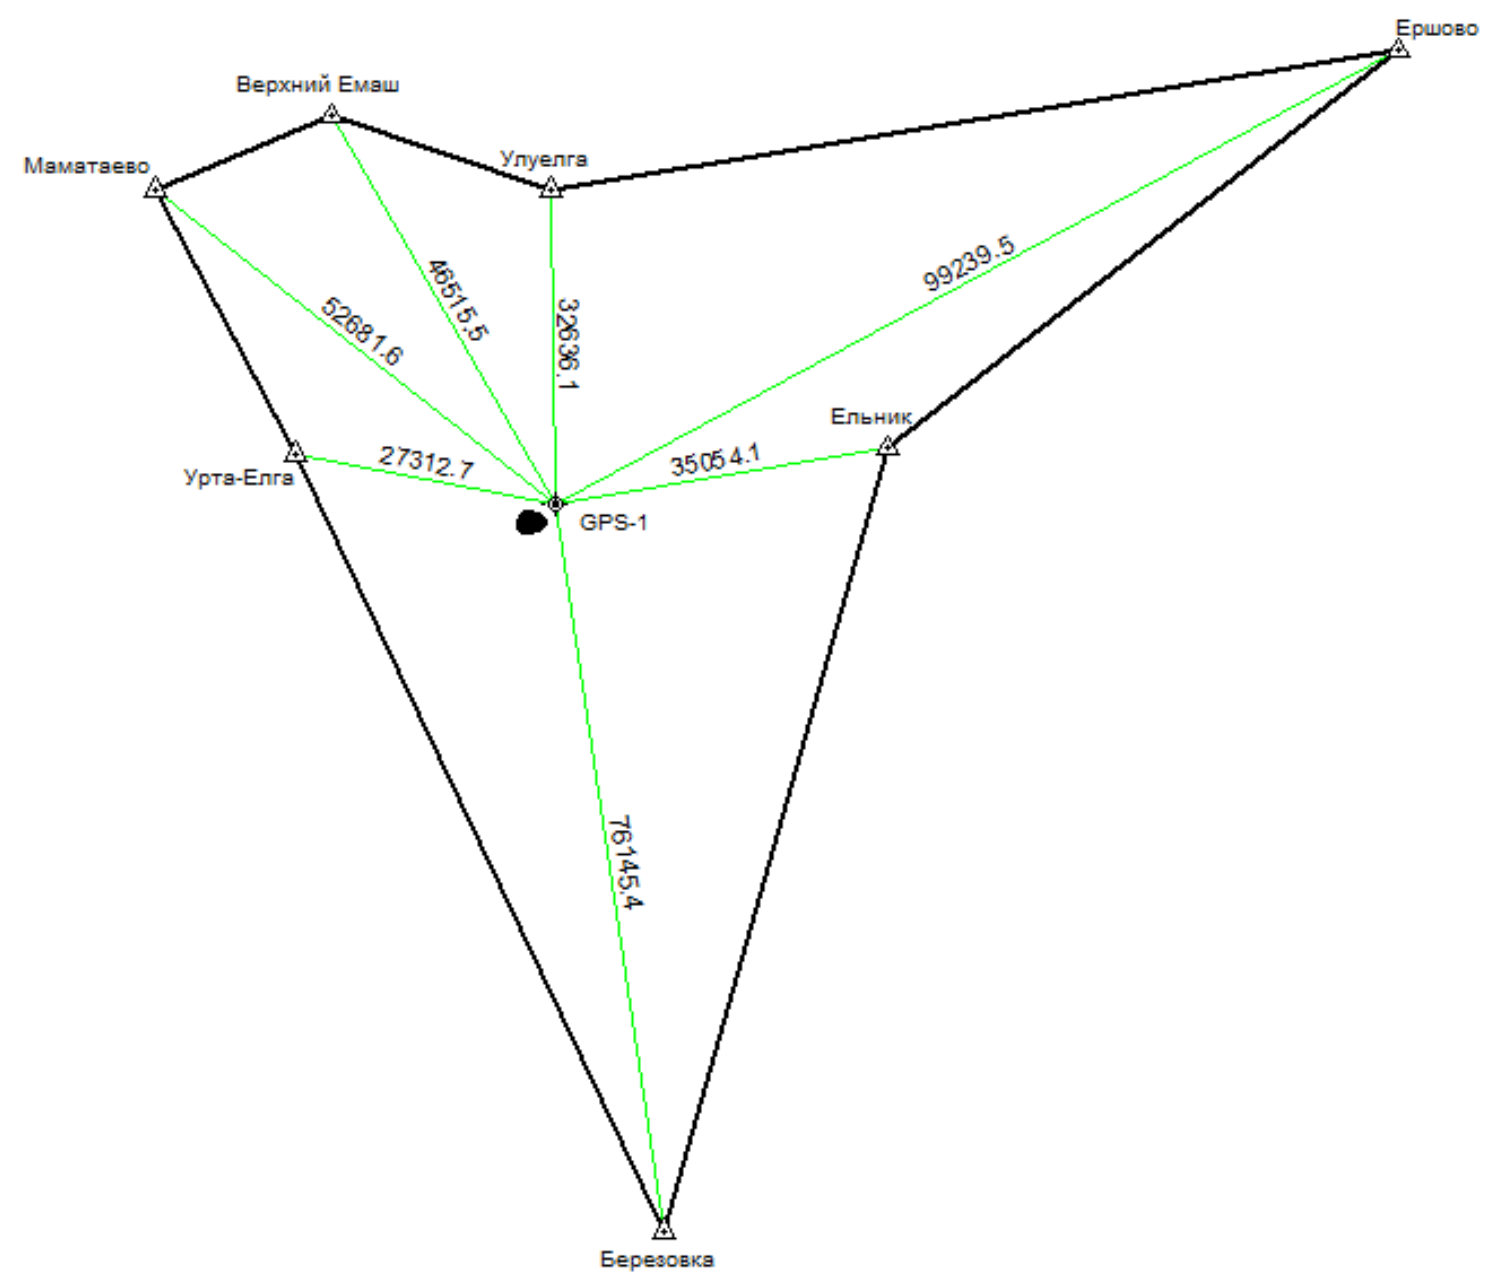 Ершово
Верхний Емаш
Улуелга
Маматаево
99239.5
46515.5
32636.1
52681.6
Ельник
27312.7
35054.1
Урта-Елга
GPS-1
76145.4
Березовка